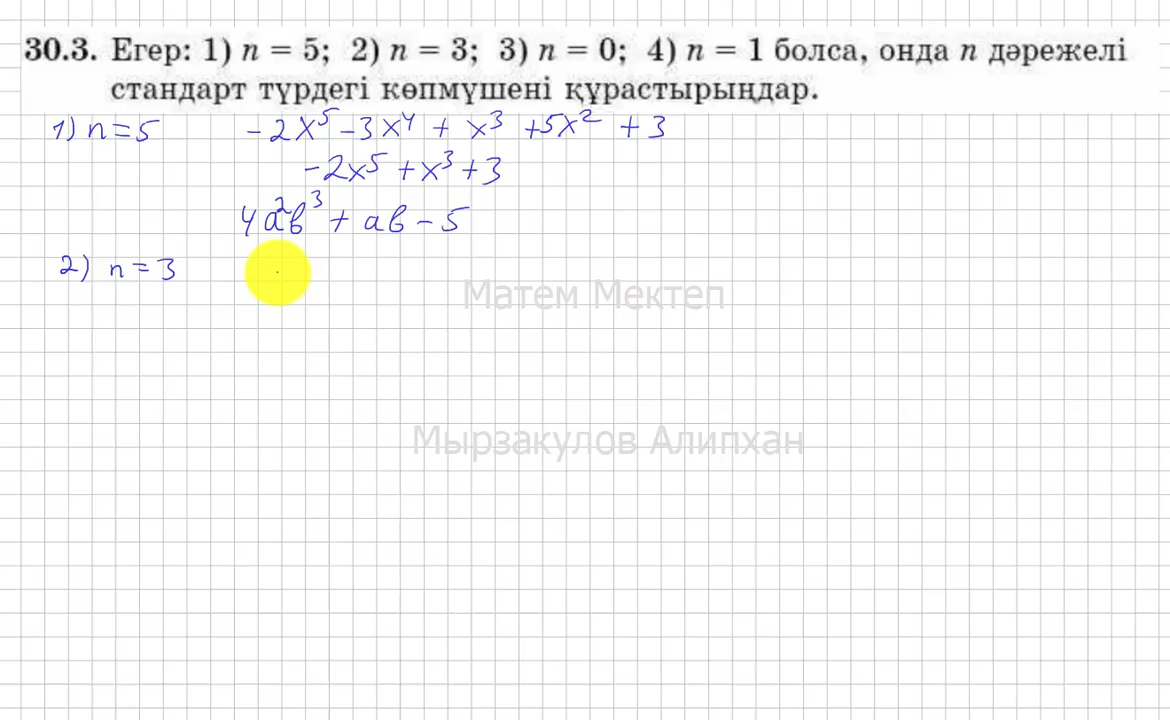 30.3. Егер: 1) n = 5; 2) n = 3; 3) n = 0; 4) n = 1 болса, онда n дәрежелі
стандарт түрдегі көпмүшені құрастырыңдар.
1) n = 5 - 2x⁵ - 3x⁴ + x³ + 5x² + 3
- 2x⁵ + x³ + 3
4a²b³ + ab - 5
2) n = 3
Матем Мектеп
Мырзакулов Алипхан